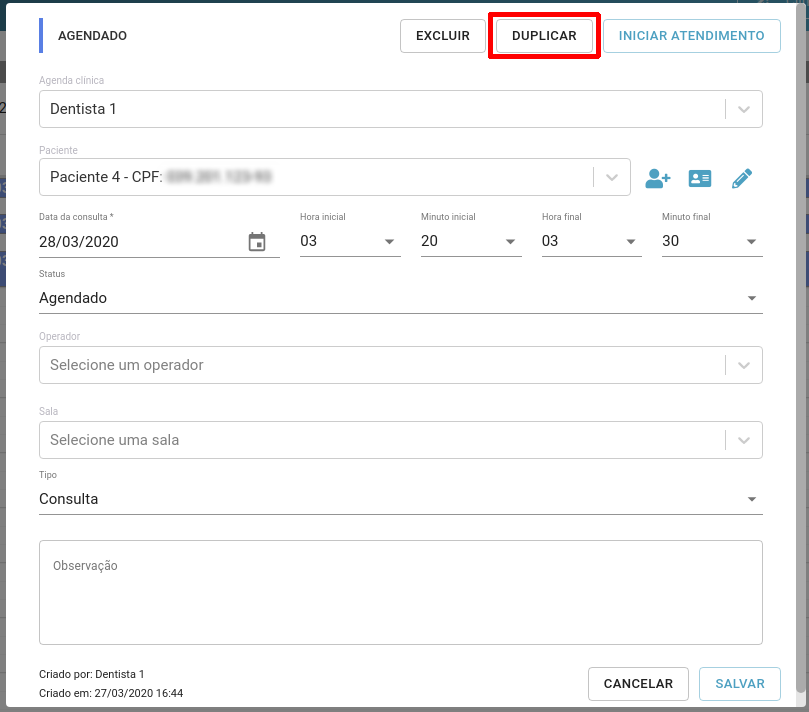 AGENDADO EXCLUIR DUPLICAR INICIAR ATENDIMENTO
Agenda clínica
Dentista 1
Paciente
Paciente 4 - CPF:
Data da consulta * Hora inicial Minuto inicial Hora final Minuto final
28/03/2020 03 20 03 30
Status
Agendado
Operador
Selecione um operador
Sala
Selecione uma sala
Tipo
Consulta
Observação
Criado por: Dentista 1
Criado em: 27/03/2020 16:44
CANCELAR SALVAR